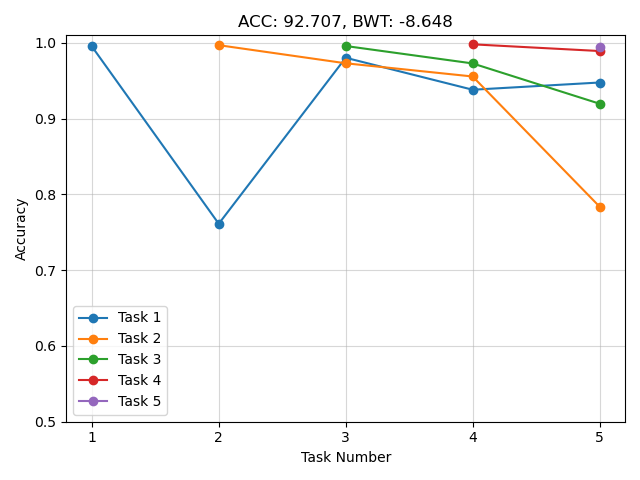 ACC: 92.707, BWT: -8.648
1.0
0.9
0.8
0.7
0.6
0.5
Accuracy
Task 1
Task 2
Task 3
Task 4
Task 5
1 2 3 4 5
Task Number